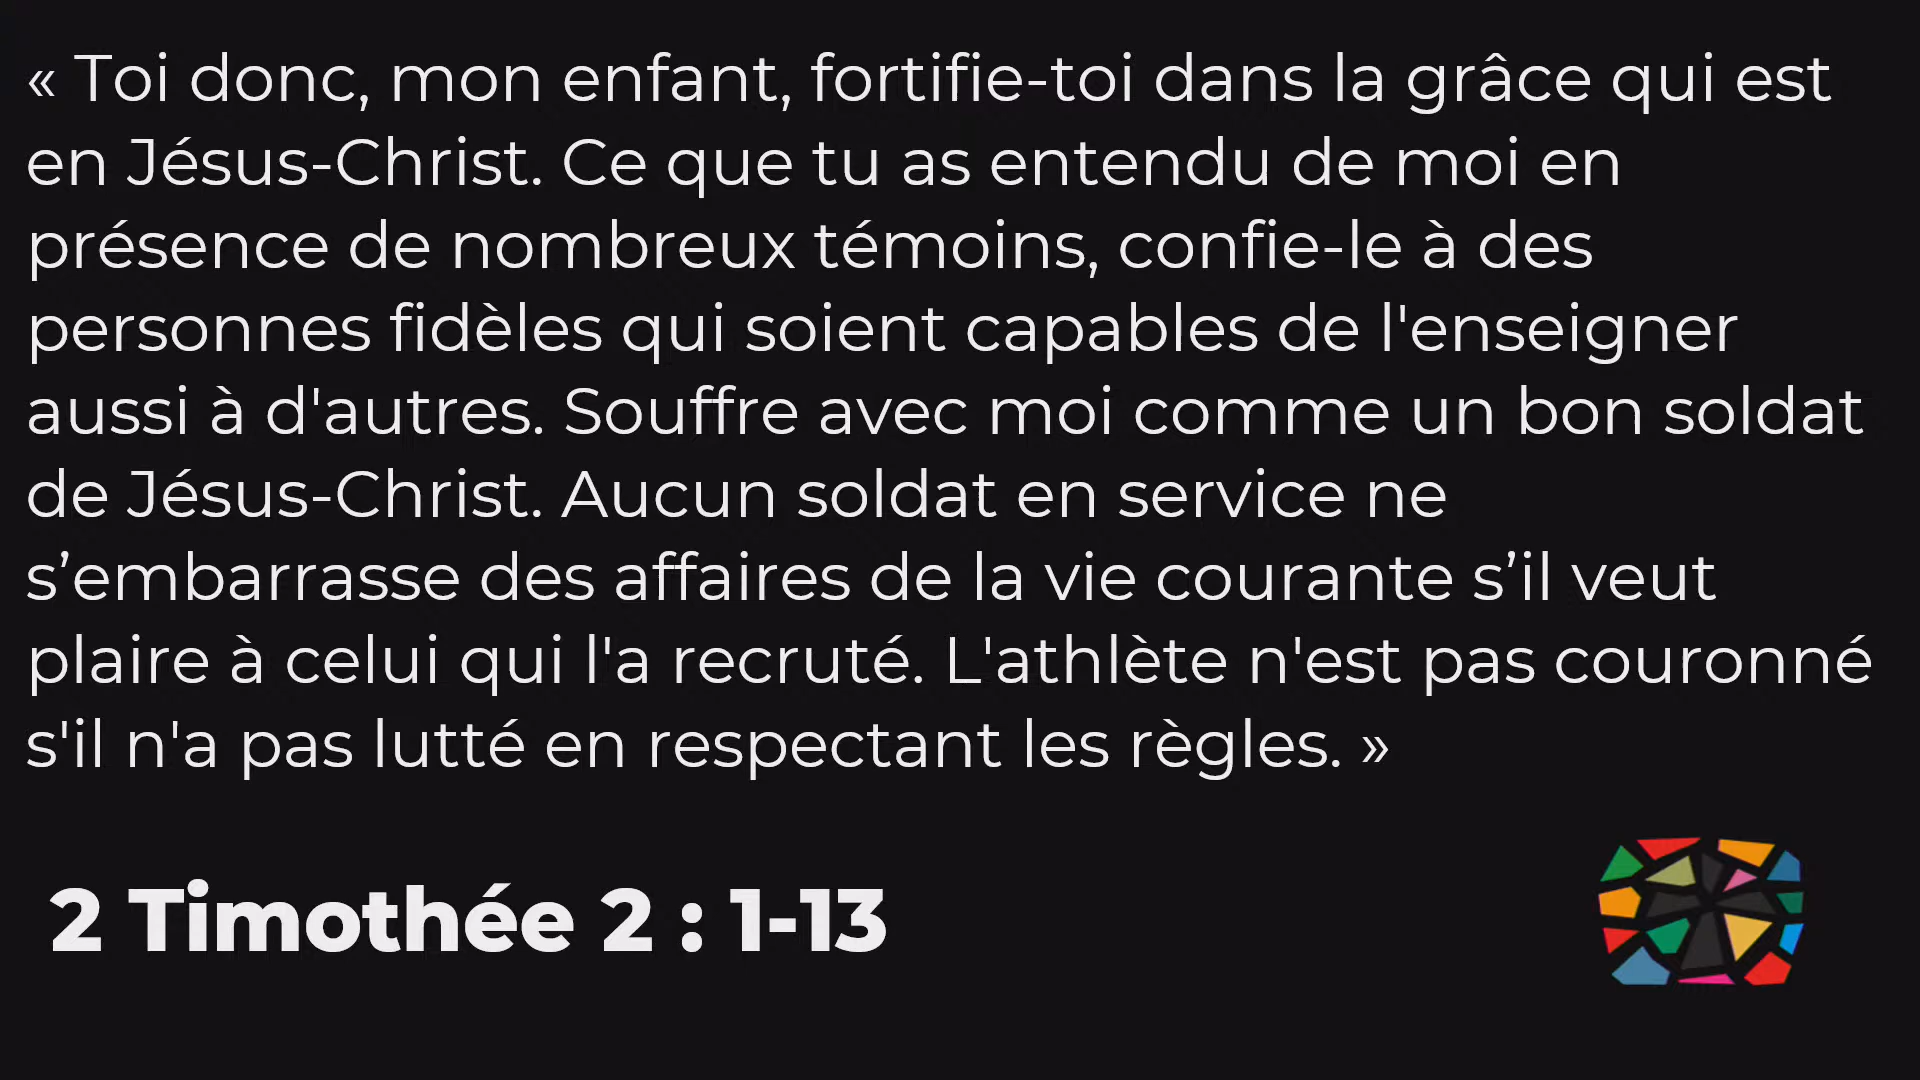 « Toi donc, mon enfant, fortifie-toi dans la grâce qui est
en Jésus-Christ. Ce que tu as entendu de moi en
présence de nombreux témoins, confie-le à des
personnes fidèles qui soient capables de l'enseigner
aussi à d'autres. Souffre avec moi comme un bon soldat
de Jésus-Christ. Aucun soldat en service ne
s’embarrasse des affaires de la vie courante s’il veut
plaire à celui qui l'a recruté. L'athlète n'est pas couronné
s'il n'a pas lutté en respectant les règles. »
2 Timothée 2 : 1-13